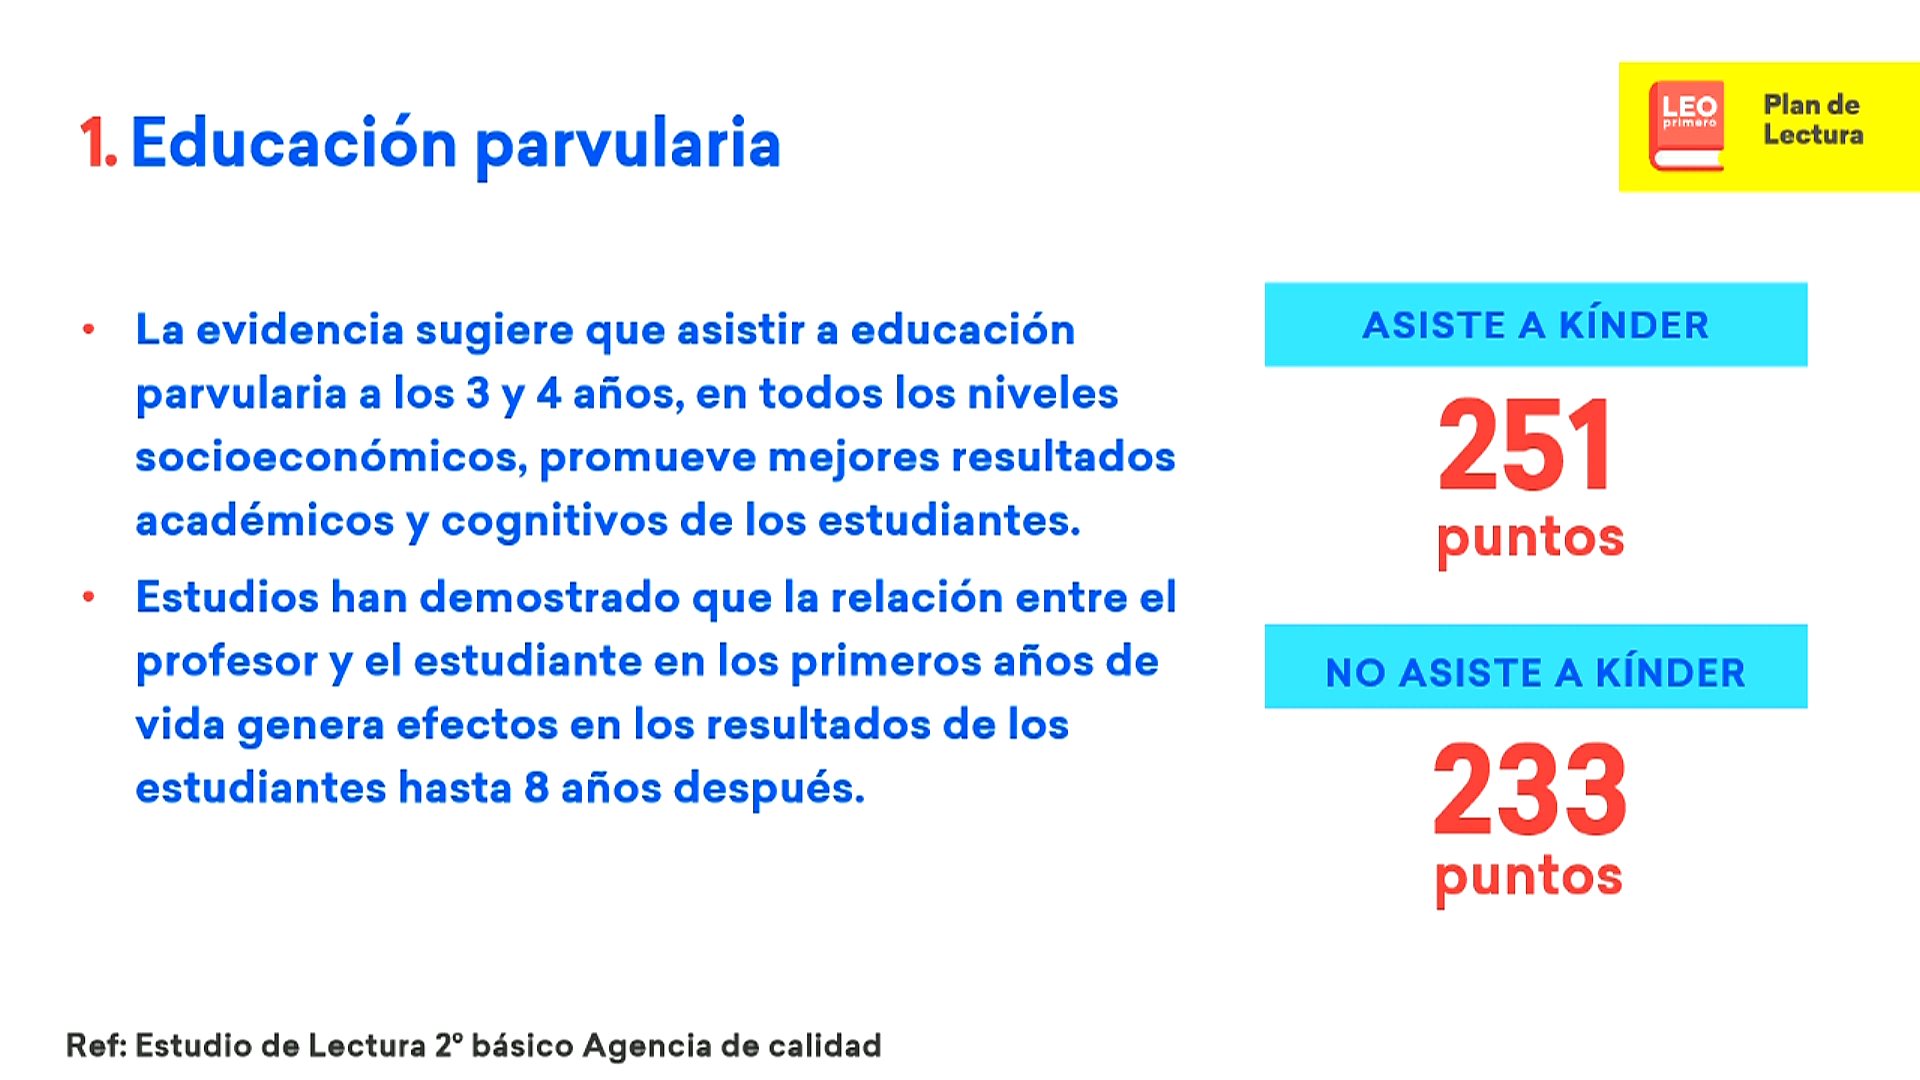 1. Educación parvularia
LEO
primero
Plan de
Lectura
• La evidencia sugiere que asistir a educación
parvularia a los 3 y 4 años, en todos los niveles
socioeconómicos, promueve mejores resultados
académicos y cognitivos de los estudiantes.
• Estudios han demostrado que la relación entre el
profesor y el estudiante en los primeros años de
vida genera efectos en los resultados de los
estudiantes hasta 8 años después.
ASISTE A KÍNDER
251
puntos
NO ASISTE A KÍNDER
233
puntos
Ref: Estudio de Lectura 2º básico Agencia de calidad